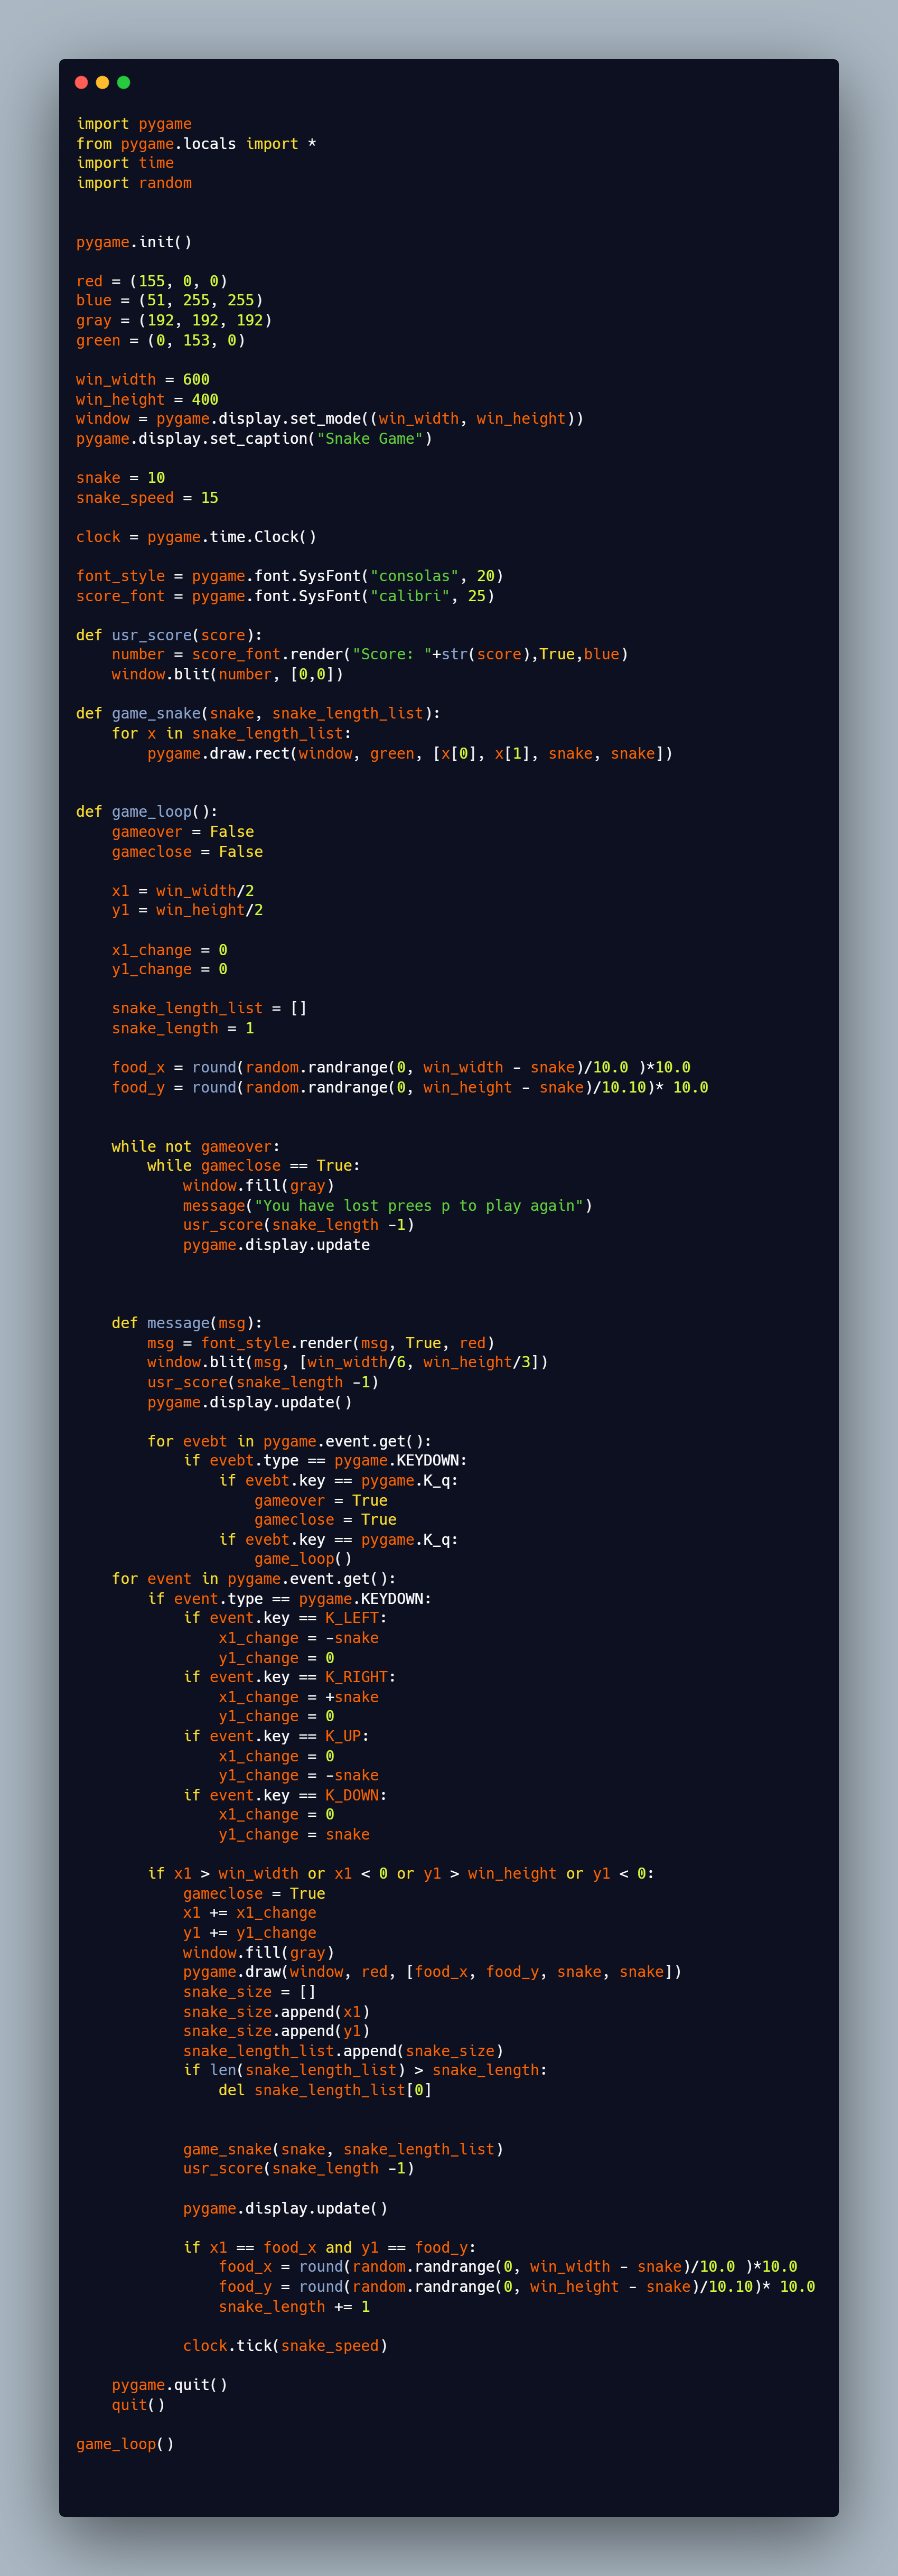 import pygame
from pygame.locals import *
import time
import random
pygame.init()
red = (155, 0, 0)
blue = (51, 255, 255)
gray = (192, 192, 192)
green = (0, 153, 0)
win_width = 600
win_height = 400
window = pygame.display.set_mode((win_width, win_height))
pygame.display.set_caption("Snake Game")
snake = 10
snake_speed = 15
clock = pygame.time.Clock()
font_style = pygame.font.SysFont("consolas", 20)
score_font = pygame.font.SysFont("calibri", 25)
def usr_score(score):
    number = score_font.render("Score: "+str(score),True,blue)
    window.blit(number, [0,0])
def game_snake(snake, snake_length_list):
    for x in snake_length_list:
        pygame.draw.rect(window, green, [x[0], x[1], snake, snake])
def game_loop():
    gameover = False
    gameclose = False
    x1 = win_width/2
    y1 = win_height/2
    x1_change = 0
    y1_change = 0
    snake_length_list = []
    snake_length = 1
    food_x = round(random.randrange(0, win_width - snake)/10.0 )*10.0
    food_y = round(random.randrange(0, win_height - snake)/10.10)* 10.0
    while not gameover:
        while gameclose == True:
            window.fill(gray)
            message("You have lost prees p to play again")
            usr_score(snake_length -1)
            pygame.display.update
    def message(msg):
        msg = font_style.render(msg, True, red)
        window.blit(msg, [win_width/6, win_height/3])
        usr_score(snake_length -1)
        pygame.display.update()
        for evebt in pygame.event.get():
            if evebt.type == pygame.KEYDOWN:
                if evebt.key == pygame.K_q:
                    gameover = True
                    gameclose = True
                if evebt.key == pygame.K_q:
                    game_loop()
    for event in pygame.event.get():
        if event.type == pygame.KEYDOWN:
            if event.key == K_LEFT:
                x1_change = -snake
                y1_change = 0
            if event.key == K_RIGHT:
                x1_change = +snake
                y1_change = 0
            if event.key == K_UP:
                x1_change = 0
                y1_change = -snake
            if event.key == K_DOWN:
                x1_change = 0
                y1_change = snake
        if x1 > win_width or x1 < 0 or y1 > win_height or y1 < 0:
            gameclose = True
            x1 += x1_change
            y1 += y1_change
            window.fill(gray)
            pygame.draw(window, red, [food_x, food_y, snake, snake])
            snake_size = []
            snake_size.append(x1)
            snake_size.append(y1)
            snake_length_list.append(snake_size)
            if len(snake_length_list) > snake_length:
                del snake_length_list[0]
            game_snake(snake, snake_length_list)
            usr_score(snake_length -1)
            pygame.display.update()
            if x1 == food_x and y1 == food_y:
                food_x = round(random.randrange(0, win_width - snake)/10.0 )*10.0
                food_y = round(random.randrange(0, win_height - snake)/10.10)* 10.0
                snake_length += 1
            clock.tick(snake_speed)
    pygame.quit()
    quit()
game_loop()